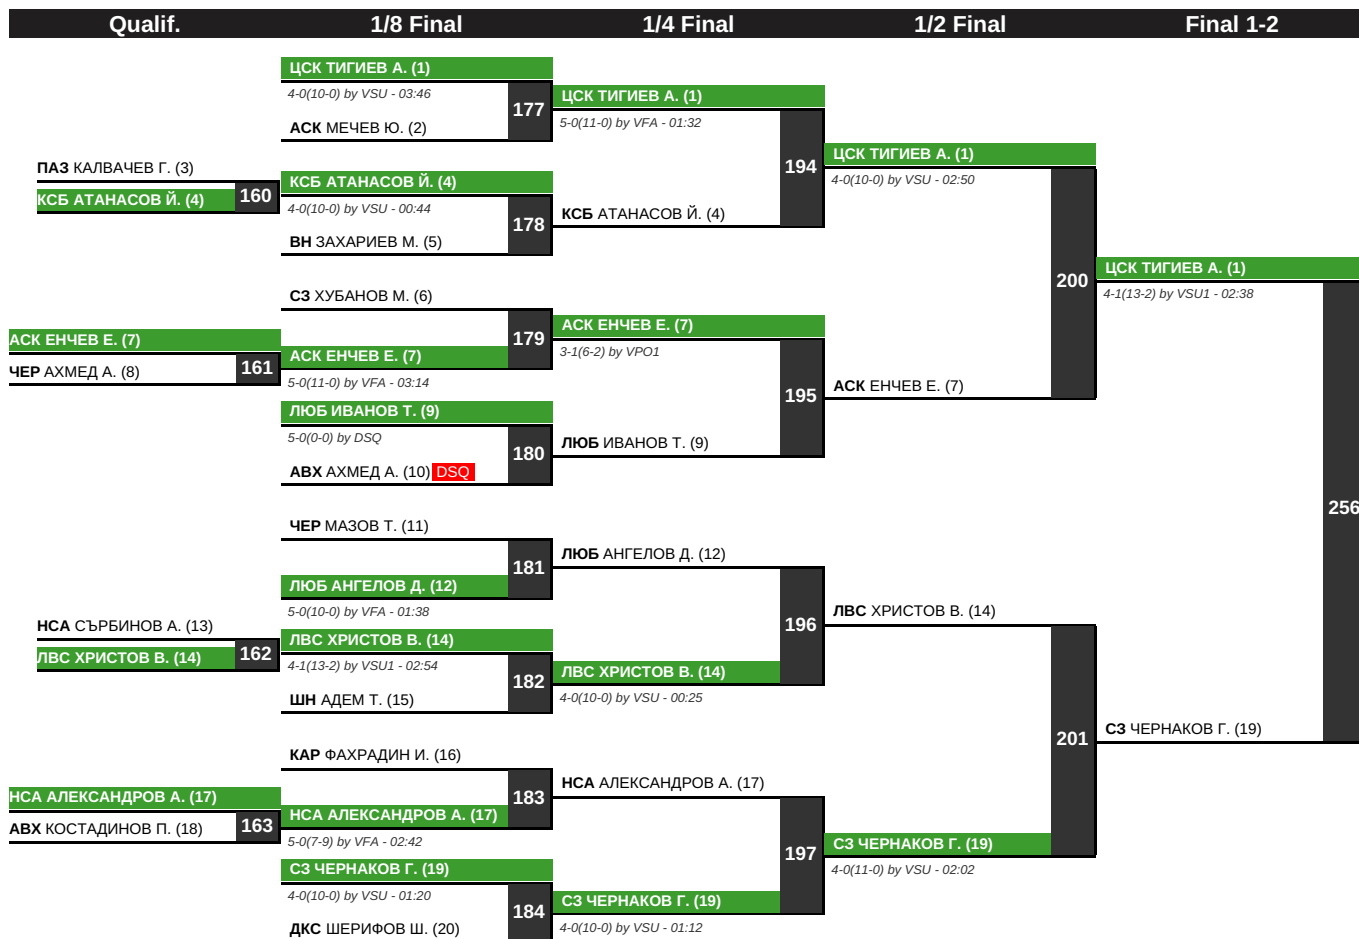 Qualif. 1/8 Final 1/4 Final 1/2 Final Final 1-2
ЦСК ТИГИЕВ А. (1)
4-0(10-0) by VSU - 03:46
177
АСК МЕЧЕВ Ю. (2)
ПАЗ КАЛВАЧЕВ Г. (3)
КСБ АТАНАСОВ Й. (4)
160
КСБ АТАНАСОВ Й. (4)
4-0(10-0) by VSU - 00:44
178
ВН ЗАХАРИЕВ М. (5)
СЗ ХУБАНОВ М. (6)
179
АСК ЕНЧЕВ Е. (7)
161
ЧЕР АХМЕД А. (8)
АСК ЕНЧЕВ Е. (7)
5-0(11-0) by VFA - 03:14
ЛЮБ ИВАНОВ Т. (9)
5-0(0-0) by DSQ
180
АВХ АХМЕД А. (10) DSQ
ЧЕР МАЗОВ Т. (11)
181
ЛЮБ АНГЕЛОВ Д. (12)
5-0(10-0) by VFA - 01:38
НСА СЪРБИНОВ А. (13)
ЛВС ХРИСТОВ В. (14)
162
ЛВС ХРИСТОВ В. (14)
4-1(13-2) by VSU1 - 02:54
182
ШН АДЕМ Т. (15)
КАР ФАХРАДИН И. (16)
183
НСА АЛЕКСАНДРОВ А. (17)
163
АВХ КОСТАДИНОВ П. (18)
НСА АЛЕКСАНДРОВ А. (17)
5-0(7-9) by VFA - 02:42
СЗ ЧЕРНАКОВ Г. (19)
4-0(10-0) by VSU - 01:20
184
ДКС ШЕРИФОВ Ш. (20)
ЦСК ТИГИЕВ А. (1)
5-0(11-0) by VFA - 01:32
194
КСБ АТАНАСОВ Й. (4)
АСК ЕНЧЕВ Е. (7)
3-1(6-2) by VPO1
195
ЛЮБ ИВАНОВ Т. (9)
ЛЮБ АНГЕЛОВ Д. (12)
196
ЛВС ХРИСТОВ В. (14)
4-0(10-0) by VSU - 00:25
НСА АЛЕКСАНДРОВ А. (17)
197
СЗ ЧЕРНАКОВ Г. (19)
4-0(10-0) by VSU - 01:12
ЦСК ТИГИЕВ А. (1)
4-0(10-0) by VSU - 02:50
200
АСК ЕНЧЕВ Е. (7)
ЛВС ХРИСТОВ В. (14)
201
СЗ ЧЕРНАКОВ Г. (19)
4-0(11-0) by VSU - 02:02
ЦСК ТИГИЕВ А. (1)
4-1(13-2) by VSU1 - 02:38
256
СЗ ЧЕРНАКОВ Г. (19)